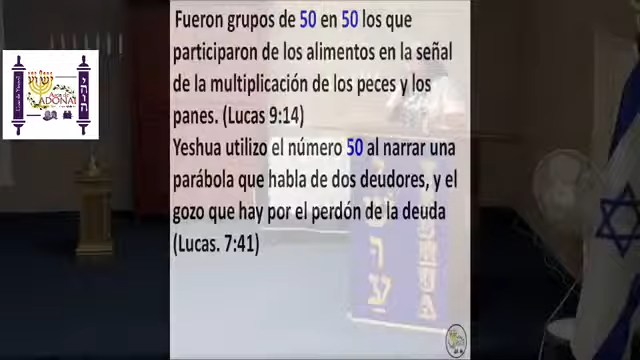 Fueron grupos de 50 en 50 los que
participaron de los alimentos en la señal
de la multiplicación de los peces y los
panes. (Lucas 9:14)
Yeshua utilizo el número 50 al narrar una
parábola que habla de dos deudores, y el
gozo que hay por el perdón de la deuda
(Lucas. 7:41)
ADONAI
YESHUA